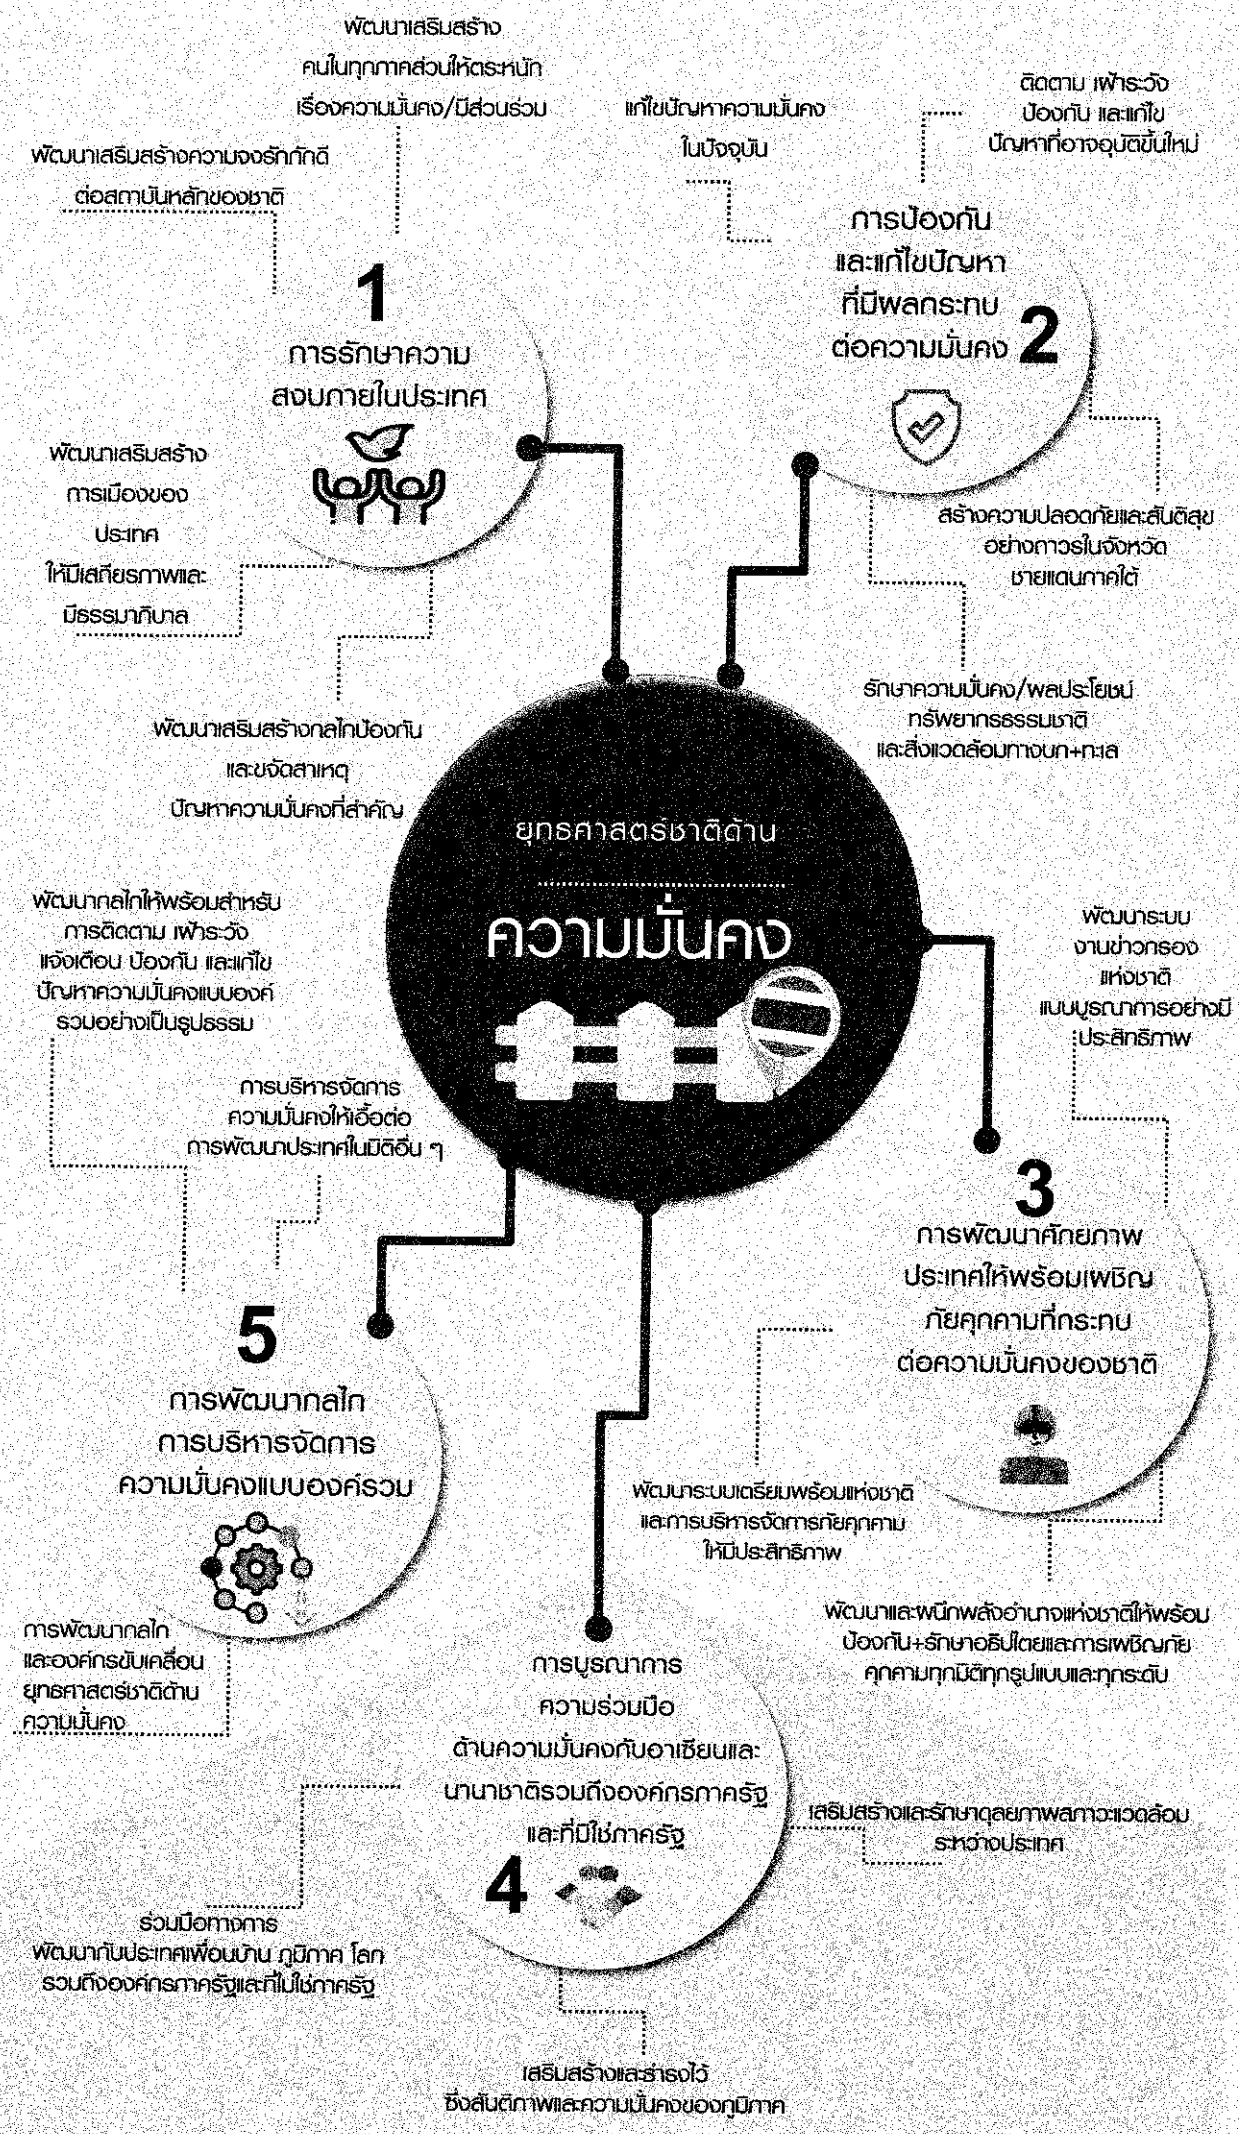 พัฒนาเสริมสร้าง
คนในทุกภาคส่วนให้ตระหนัก
เรื่องความมั่นคง/มีส่วนร่วม
พัฒนาเสริมสร้างความจงรักภักดี
ต่อสถาบันหลักของชาติ
1
การรักษาความ
สงบภายในประเทศ
พัฒนาเสริมสร้าง
การเมืองของ
ประเทศ
ให้มีเสถียรภาพและ
มีธรรมาภิบาล
พัฒนาเสริมสร้างกลไกป้องกัน
และขจัดสาเหตุ
ปัญหาความมั่นคงที่สำคัญ
แก้ไขปัญหาความมั่นคง
ในปัจจุบัน
ติดตาม เฝ้าระวัง
ป้องกัน และแก้ไข
ปัญหาที่อาจอุบัติขึ้นใหม่
การป้องกัน
และแก้ไขปัญหา
ที่มีผลกระทบ
ต่อความมั่นคง 2
สร้างความปลอดภัยและสันติสุข
อย่างถาวรในจังหวัด
ชายแดนภาคใต้
รักษาความมั่นคง/ผลประโยชน์
ทรัพยากรธรรมชาติ
และสิ่งแวดล้อมทางบก+ทะเล
ยุทธศาสตร์ชาติด้าน
ความมั่นคง
พัฒนาระบบ
งานข่าวกรอง
แห่งชาติ
แบบบูรณาการอย่างมี
ประสิทธิภาพ
3
การพัฒนาศักยภาพ
ประเทศให้พร้อมเผชิญ
ภัยคุกคามที่กระทบ
ต่อความมั่นคงของชาติ
พัฒนาระบบเตรียมพร้อมแห่งชาติ
และการบริหารจัดการภัยคุกคาม
ให้มีประสิทธิภาพ
พัฒนาและผนึกพลังอำนาจแห่งชาติให้พร้อม
ป้องกัน+รักษาอธิปไตยและการเผชิญภัย
คุกคามทุกมิติทุกรูปแบบและทุกระดับ
พัฒนากลไกให้พร้อมสำหรับ
การติดตาม เฝ้าระวัง
แจ้งเตือน ป้องกัน และแก้ไข
ปัญหาความมั่นคงแบบองค์
รวมอย่างเป็นรูปธรรม
การบริหารจัดการ
ความมั่นคงให้เอื้อต่อ
การพัฒนาประเทศในมิติอื่น ๆ
5
การพัฒนากลไก
การบริหารจัดการ
ความมั่นคงแบบองค์รวม
การพัฒนากลไก
และองค์กรขับเคลื่อน
ยุทธศาสตร์ชาติด้าน
ความมั่นคง
การบูรณาการ
ความร่วมมือ
ด้านความมั่นคงกับอาเซียนและ
นานาชาติรวมถึงองค์กรภาครัฐ
และที่มิใช่ภาครัฐ
4
เสริมสร้างและรักษาดุลยภาพสภาวะแวดล้อม
ระหว่างประเทศ
ร่วมมือทางการ
พัฒนากับประเทศเพื่อนบ้าน ภูมิภาค โลก
รวมถึงองค์กรภาครัฐและที่ไม่ใช่ภาครัฐ
เสริมสร้างและธำรงไว้
ซึ่งสันติภาพและความมั่นคงของภูมิภาค